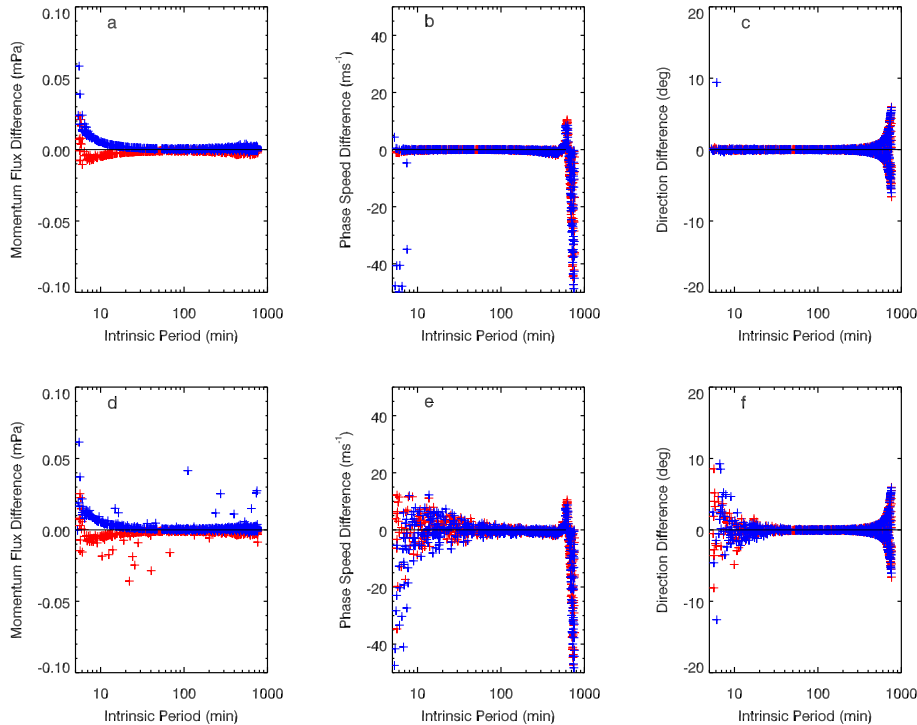 a
0.10
0.05
0.00
-0.05
-0.10
Momentum Flux Difference (mPa)
10
100
1000
Intrinsic Period (min)
b
40
20
0
-20
-40
Phase Speed Difference (ms⁻¹)
10
100
1000
Intrinsic Period (min)
c
20
10
0
-10
-20
Direction Difference (deg)
10
100
1000
Intrinsic Period (min)
d
0.10
0.05
0.00
-0.05
-0.10
Momentum Flux Difference (mPa)
10
100
1000
Intrinsic Period (min)
e
40
20
0
-20
-40
Phase Speed Difference (ms⁻¹)
10
100
1000
Intrinsic Period (min)
f
20
10
0
-10
-20
Direction Difference (deg)
10
100
1000
Intrinsic Period (min)